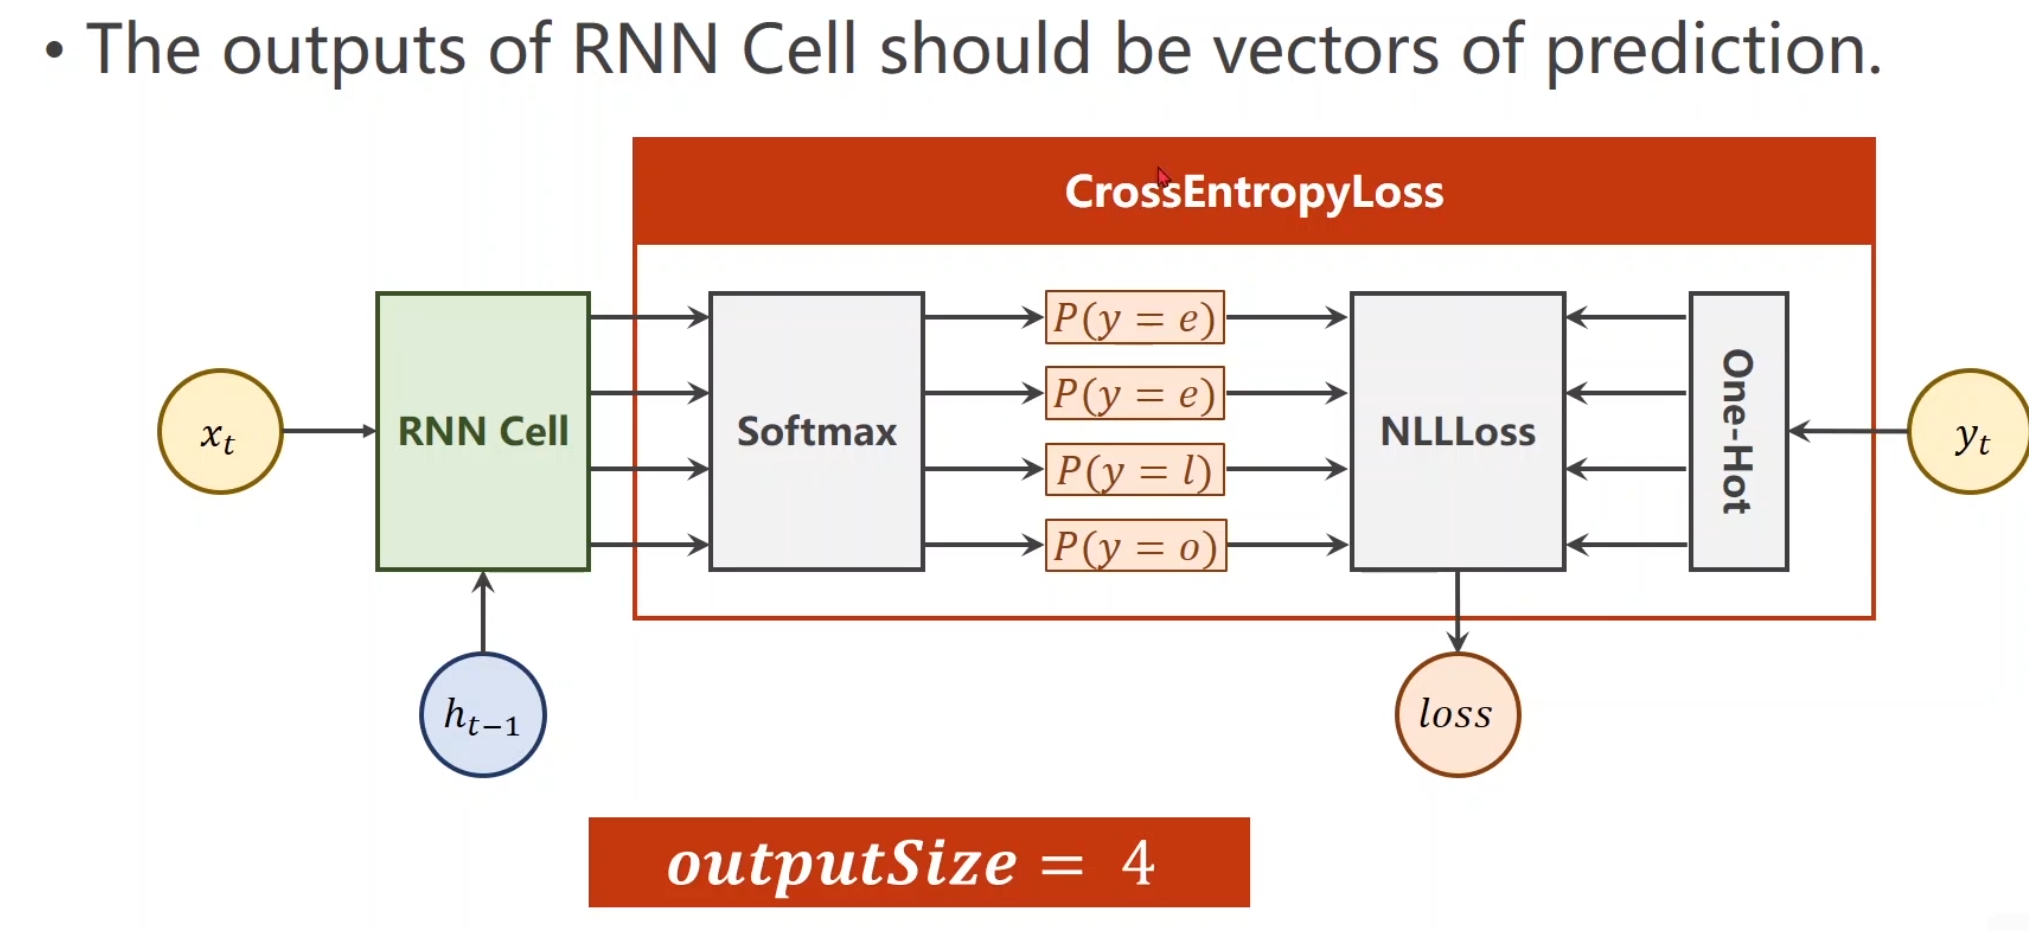 • The outputs of RNN Cell should be vectors of prediction.
CrossEntropyLoss
x_t
RNN Cell
h_{t-1}
Softmax
P(y = e)
P(y = e)
P(y = l)
P(y = o)
NLLLoss
One-Hot
y_t
loss
outputSize = 4